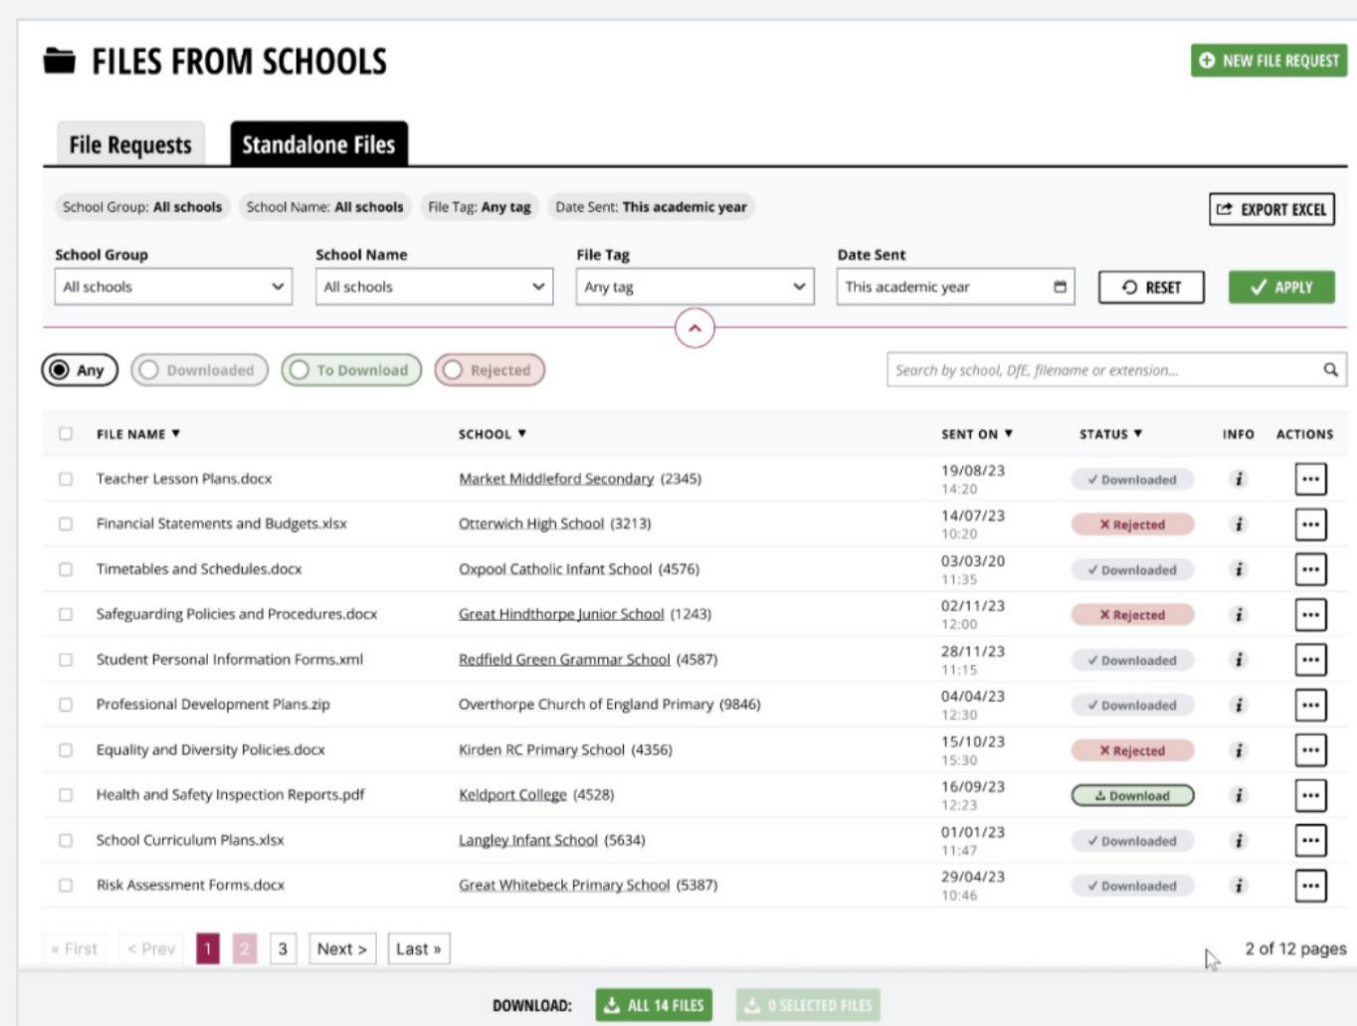 FILES FROM SCHOOLS
NEW FILE REQUEST
File Requests Standalone Files
School Group: All schools School Name: All schools File Tag: Any tag Date Sent: This academic year
EXPORT EXCEL
School Group School Name File Tag Date Sent
All schools All schools Any tag This academic year RESET APPLY
Any Downloaded To Download Rejected
Search by school, DfE, filename or extension...
FILE NAME SCHOOL SENT ON STATUS INFO ACTIONS
Teacher Lesson Plans.docx Market Middleford Secondary (2345) 19/08/23 Downloaded i
14:20
Financial Statements and Budgets.xlsx Otterwich High School (3213) 14/07/23 Rejected i
10:20
Timetables and Schedules.docx Oxpool Catholic Infant School (4576) 03/03/20 Downloaded i
11:35
Safeguarding Policies and Procedures.docx Great Hindthorpe Junior School (1243) 02/11/23 Rejected i
12:00
Student Personal Information Forms.xml Redfield Green Grammar School (4587) 28/11/23 Downloaded i
11:15
Professional Development Plans.zip Overthorpe Church of England Primary (9846) 04/04/23 Downloaded i
12:30
Equality and Diversity Policies.docx Kirden RC Primary School (4356) 15/10/23 Rejected i
15:30
Health and Safety Inspection Reports.pdf Keldport College (4528) 16/09/23 Download i
12:23
School Curriculum Plans.xlsx Langley Infant School (5634) 01/01/23 Downloaded i
11:47
Risk Assessment Forms.docx Great Whitebeck Primary School (5387) 29/04/23 Downloaded i
10:46
« First < Prev 1 2 3 Next > Last » 2 of 12 pages
DOWNLOAD: ALL 14 FILES 0 SELECTED FILES